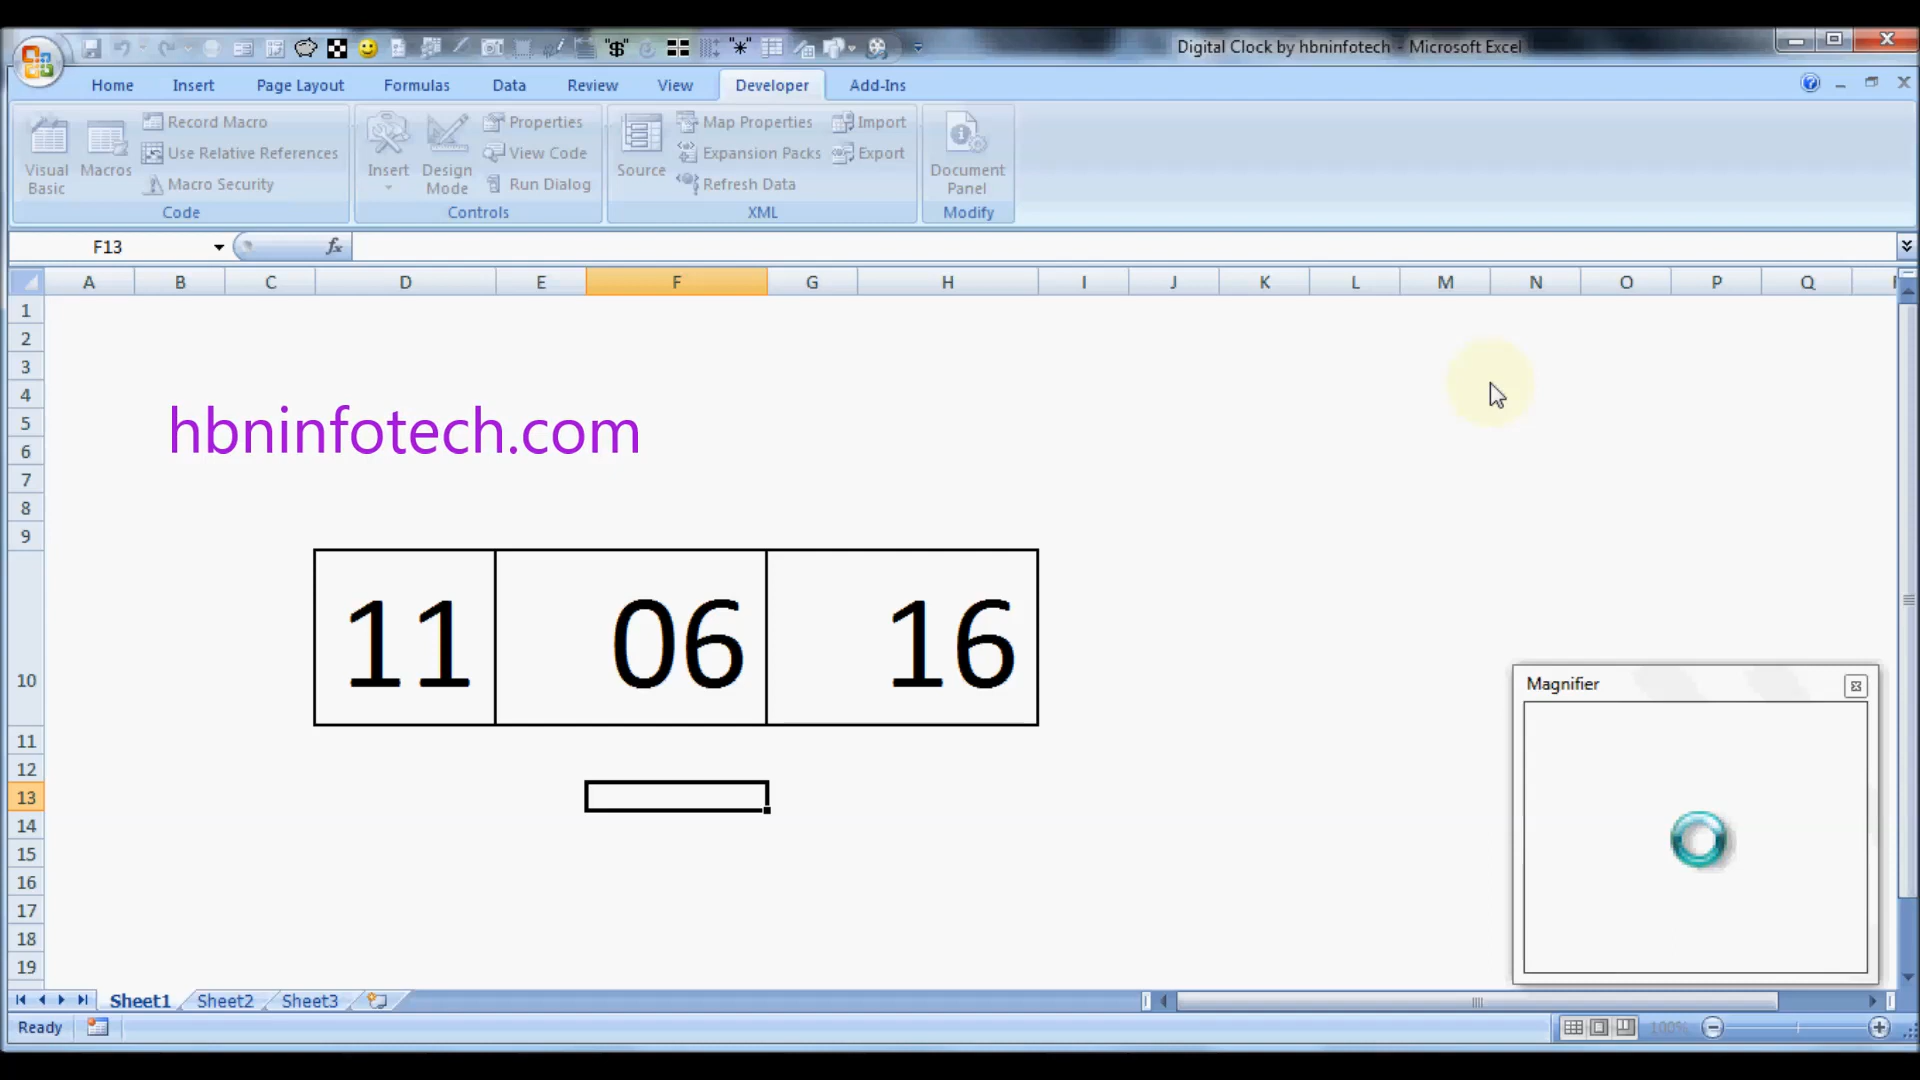 Digital Clock by hbninfotech - Microsoft Excel
Home Insert Page Layout Formulas Data Review View Developer Add-Ins
Visual Basic
Macros
Record Macro
Use Relative References
Macro Security
Code
Insert
Design Mode
Properties
View Code
Run Dialog
Controls
Source
Map Properties
Expansion Packs
Refresh Data
Import
Export
XML
Document Panel
Modify
F13 fx
A B C D E F G H I J K L M N O P Q
1
2
3
4
5
6
7
8
9
10
11
12
13
14
15
16
17
18
19
hbninfotech.com
11 06 16
Magnifier
Sheet1 Sheet2 Sheet3
Ready 100%